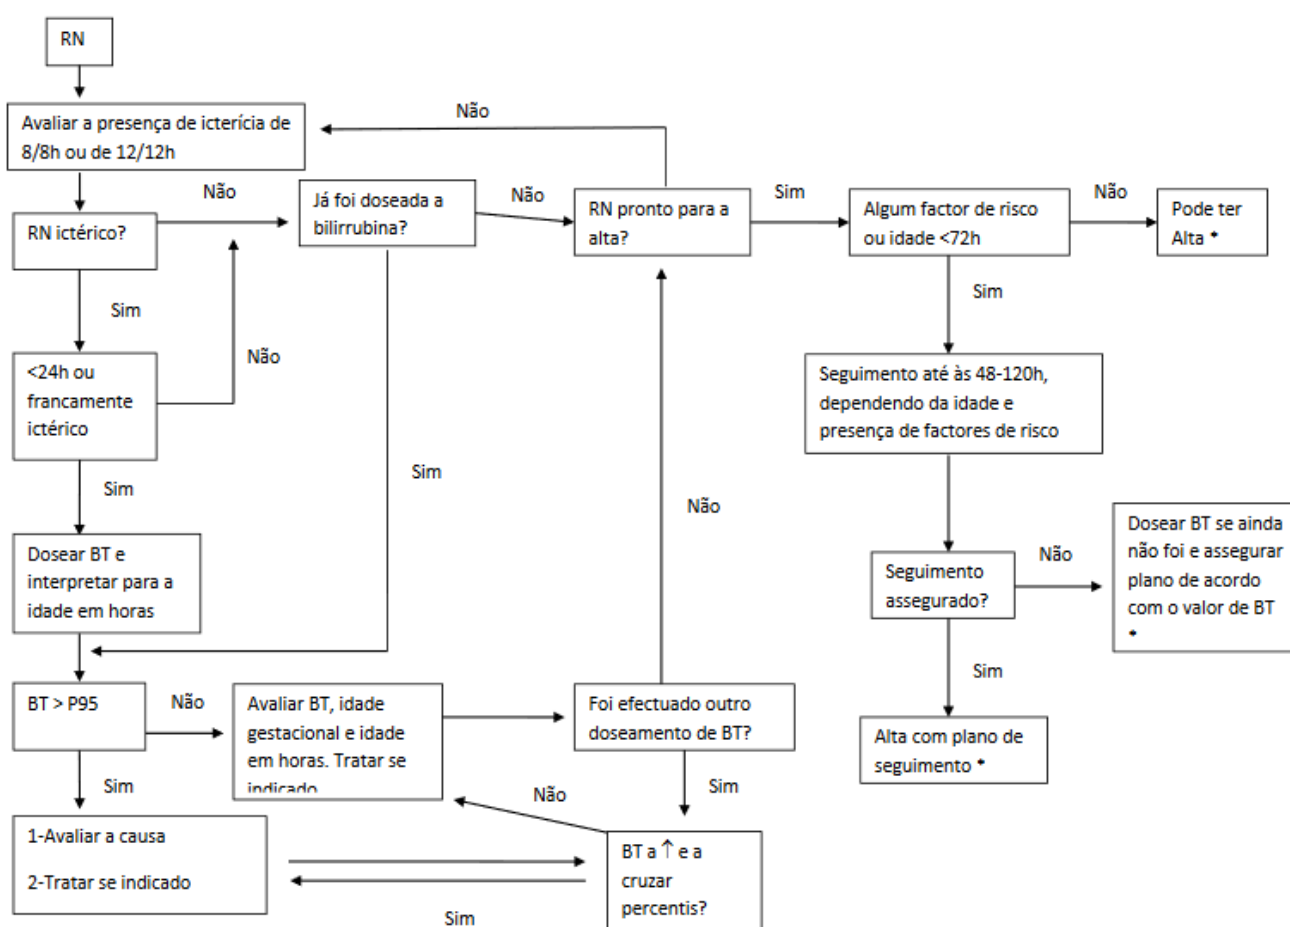 RN
Avaliar a presença de icterícia de
8/8h ou de 12/12h
Não
RN ictérico?
Não
Já foi doseada a
bilirrubina?
Não
RN pronto para a
alta?
Sim
Algum factor de risco
ou idade <72h
Não
Pode ter
Alta *
Sim
Não
Sim
<24h ou
francamente
ictérico
Seguimento até às 48-120h,
dependendo da idade e
presença de factores de risco
Sim
Sim
Não
Dosear BT e
interpretar para a
idade em horas
Seguimento
assegurado?
Não
Dosear BT se ainda
não foi e assegurar
plano de acordo
com o valor de BT
*
Sim
BT > P95
Não
Avaliar BT, idade
gestacional e idade
em horas. Tratar se
indicado
Foi efectuado outro
doseamento de BT?
Alta com plano de
seguimento *
Sim
Não
Sim
1-Avaliar a causa
2-Tratar se indicado
BT a ↑ e a
cruzar
percentis?
Sim